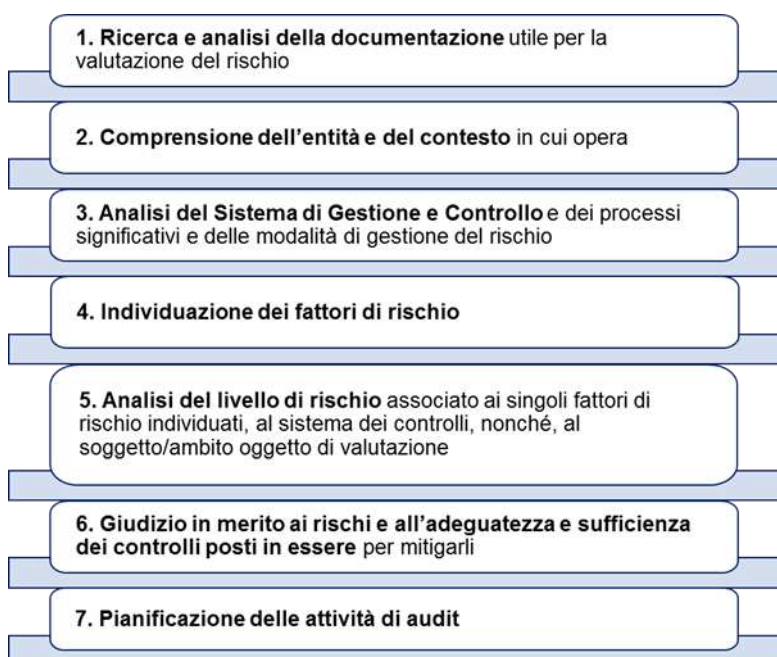 1. Ricerca e analisi della documentazione utile per la
valutazione del rischio
2. Comprensione dell'entità e del contesto in cui opera
3. Analisi del Sistema di Gestione e Controllo e dei processi
significativi e delle modalità di gestione del rischio
4. Individuazione dei fattori di rischio
5. Analisi del livello di rischio associato ai singoli fattori di
rischio individuati, al sistema dei controlli, nonché, al
soggetto/ambito oggetto di valutazione
6. Giudizio in merito ai rischi e all'adeguatezza e sufficienza
dei controlli posti in essere per mitigarli
7. Pianificazione delle attività di audit